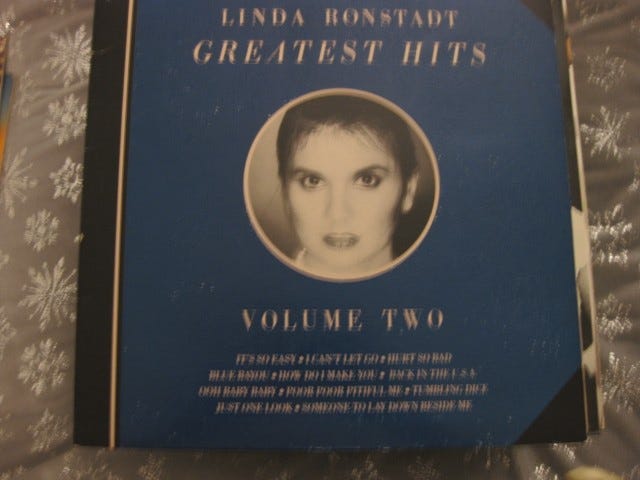 LINDA RONSTADT
GREATEST HITS
VOLUME TWO
IT'S SO EASY • I CAN'T LET GO • HURT SO BAD
BLUE BAYOU • HOW DO I MAKE YOU • BACK IN THE U.S.A.
OOH BABY BABY • POOR POOR PITIFUL ME • TUMBLING DICE
JUST ONE LOOK • SOMEONE TO LAY DOWN BESIDE ME